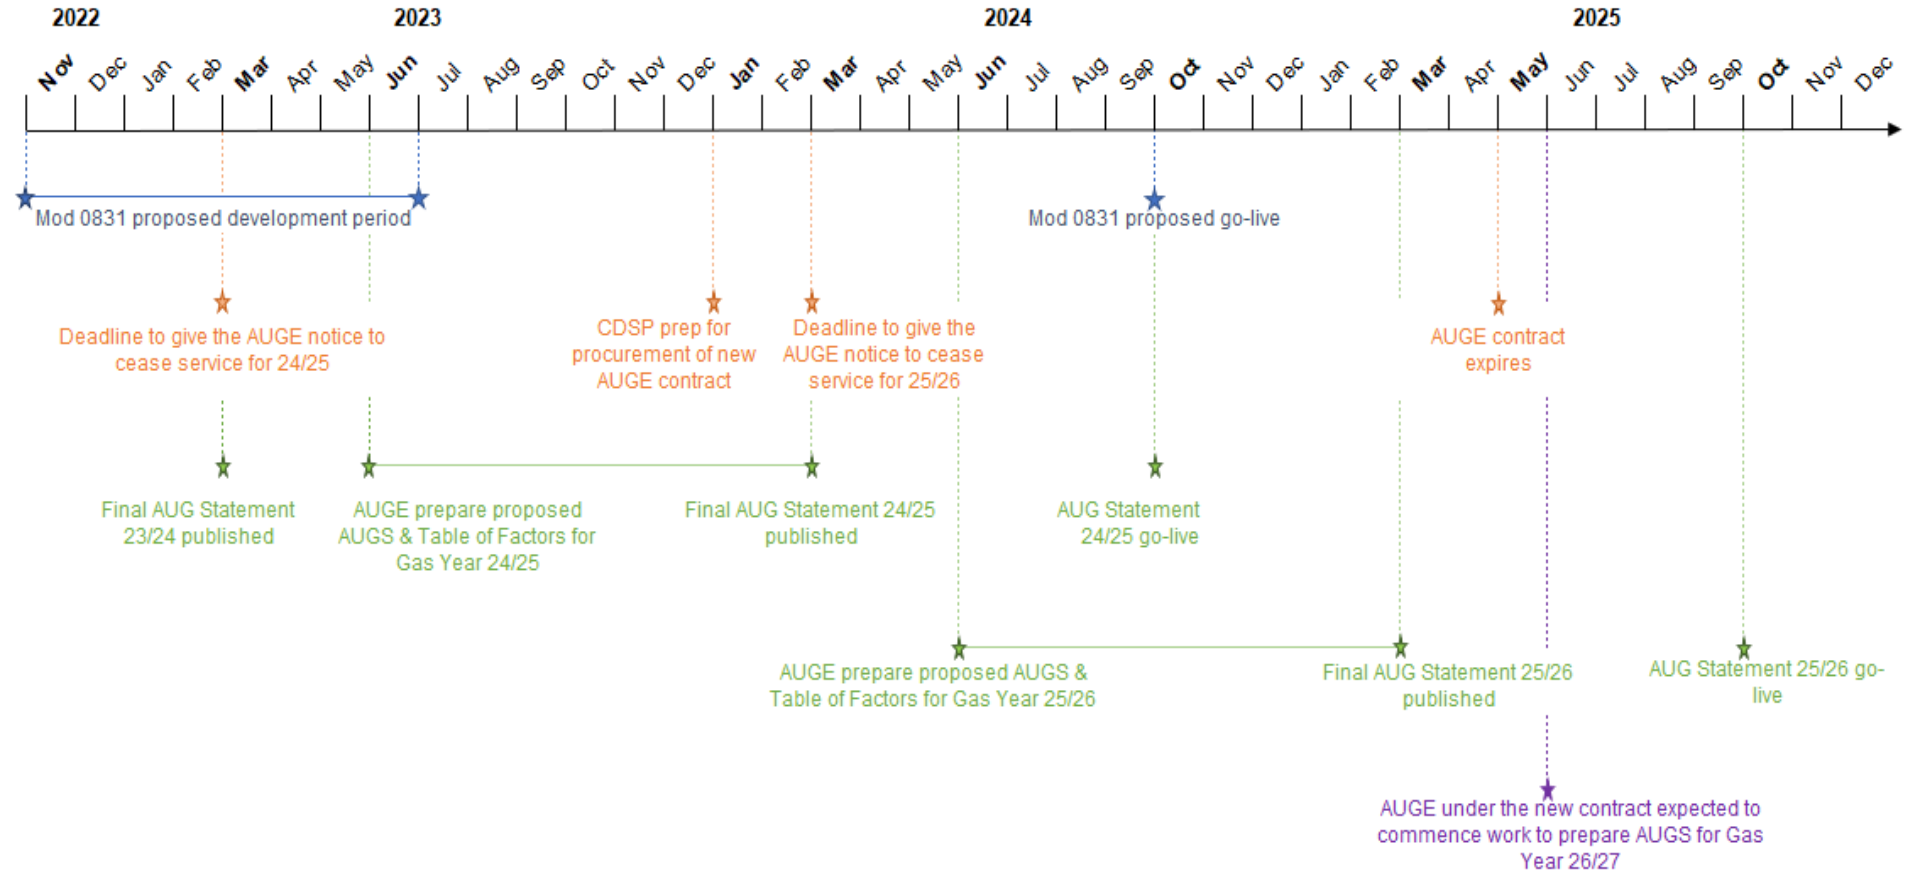 2022
2023
2024
2025
Nov
Dec
Jan
Feb
Mar
Apr
May
Jun
Jul
Aug
Sep
Oct
Nov
Dec
Jan
Feb
Mar
Apr
May
Jun
Jul
Aug
Sep
Oct
Nov
Dec
Jan
Feb
Mar
Apr
May
Jun
Jul
Aug
Sep
Oct
Nov
Dec
Mod 0831 proposed development period
Mod 0831 proposed go-live
Deadline to give the AUGE notice to
cease service for 24/25
CDSP prep for
procurement of new
AUGE contract
Deadline to give the
AUGE notice to cease
service for 25/26
AUGE contract
expires
Final AUG Statement
23/24 published
AUGE prepare proposed
AUGS & Table of Factors for
Gas Year 24/25
Final AUG Statement 24/25
published
AUG Statement
24/25 go-live
AUGE prepare proposed AUGS &
Table of Factors for Gas Year 25/26
Final AUG Statement 25/26
published
AUG Statement 25/26 go-
live
AUGE under the new contract expected to
commence work to prepare AUGS for Gas
Year 26/27